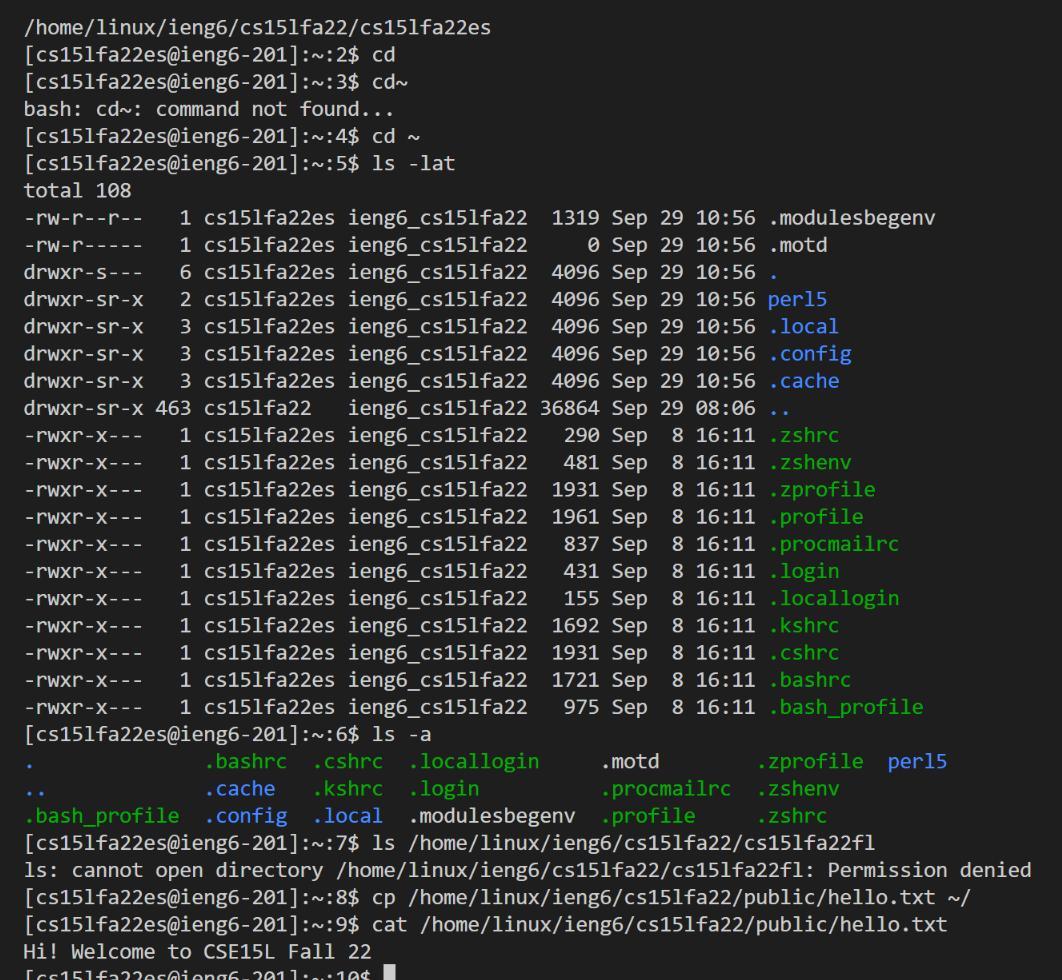 /home/linux/ieng6/cs15lfa22/cs15lfa22es
[cs15lfa22es@ieng6-201]:~:2$ cd
[cs15lfa22es@ieng6-201]:~:3$ cd~
bash: cd~: command not found...
[cs15lfa22es@ieng6-201]:~:4$ cd ~
[cs15lfa22es@ieng6-201]:~:5$ ls -lat
total 108
-rw-r--r--   1 cs15lfa22es ieng6_cs15lfa22  1319 Sep 29 10:56 .modulesbegenv
-rw-r-----   1 cs15lfa22es ieng6_cs15lfa22     0 Sep 29 10:56 .motd
drwxr-s---   6 cs15lfa22es ieng6_cs15lfa22  4096 Sep 29 10:56 .
drwxr-sr-x   2 cs15lfa22es ieng6_cs15lfa22  4096 Sep 29 10:56 perl5
drwxr-sr-x   3 cs15lfa22es ieng6_cs15lfa22  4096 Sep 29 10:56 .local
drwxr-sr-x   3 cs15lfa22es ieng6_cs15lfa22  4096 Sep 29 10:56 .config
drwxr-sr-x   3 cs15lfa22es ieng6_cs15lfa22  4096 Sep 29 10:56 .cache
drwxr-sr-x 463 cs15lfa22   ieng6_cs15lfa22 36864 Sep 29 08:06 ..
-rwxr-x---   1 cs15lfa22es ieng6_cs15lfa22   290 Sep  8 16:11 .zshrc
-rwxr-x---   1 cs15lfa22es ieng6_cs15lfa22   481 Sep  8 16:11 .zshenv
-rwxr-x---   1 cs15lfa22es ieng6_cs15lfa22  1931 Sep  8 16:11 .zprofile
-rwxr-x---   1 cs15lfa22es ieng6_cs15lfa22  1961 Sep  8 16:11 .profile
-rwxr-x---   1 cs15lfa22es ieng6_cs15lfa22   837 Sep  8 16:11 .procmailrc
-rwxr-x---   1 cs15lfa22es ieng6_cs15lfa22   431 Sep  8 16:11 .login
-rwxr-x---   1 cs15lfa22es ieng6_cs15lfa22   155 Sep  8 16:11 .locallogin
-rwxr-x---   1 cs15lfa22es ieng6_cs15lfa22  1692 Sep  8 16:11 .kshrc
-rwxr-x---   1 cs15lfa22es ieng6_cs15lfa22  1931 Sep  8 16:11 .cshrc
-rwxr-x---   1 cs15lfa22es ieng6_cs15lfa22  1721 Sep  8 16:11 .bashrc
-rwxr-x---   1 cs15lfa22es ieng6_cs15lfa22   975 Sep  8 16:11 .bash_profile
[cs15lfa22es@ieng6-201]:~:6$ ls -a
.              .bashrc  .cshrc  .locallogin     .motd        .zprofile  perl5
..             .cache   .kshrc  .login          .procmailrc  .zshenv
.bash_profile  .config  .local  .modulesbegenv  .profile     .zshrc
[cs15lfa22es@ieng6-201]:~:7$ ls /home/linux/ieng6/cs15lfa22/cs15lfa22fl
ls: cannot open directory /home/linux/ieng6/cs15lfa22/cs15lfa22fl: Permission denied
[cs15lfa22es@ieng6-201]:~:8$ cp /home/linux/ieng6/cs15lfa22/public/hello.txt ~/
[cs15lfa22es@ieng6-201]:~:9$ cat /home/linux/ieng6/cs15lfa22/public/hello.txt
Hi! Welcome to CSE15L Fall 22
[cs15lfa22es@ieng6-201]:~:10$